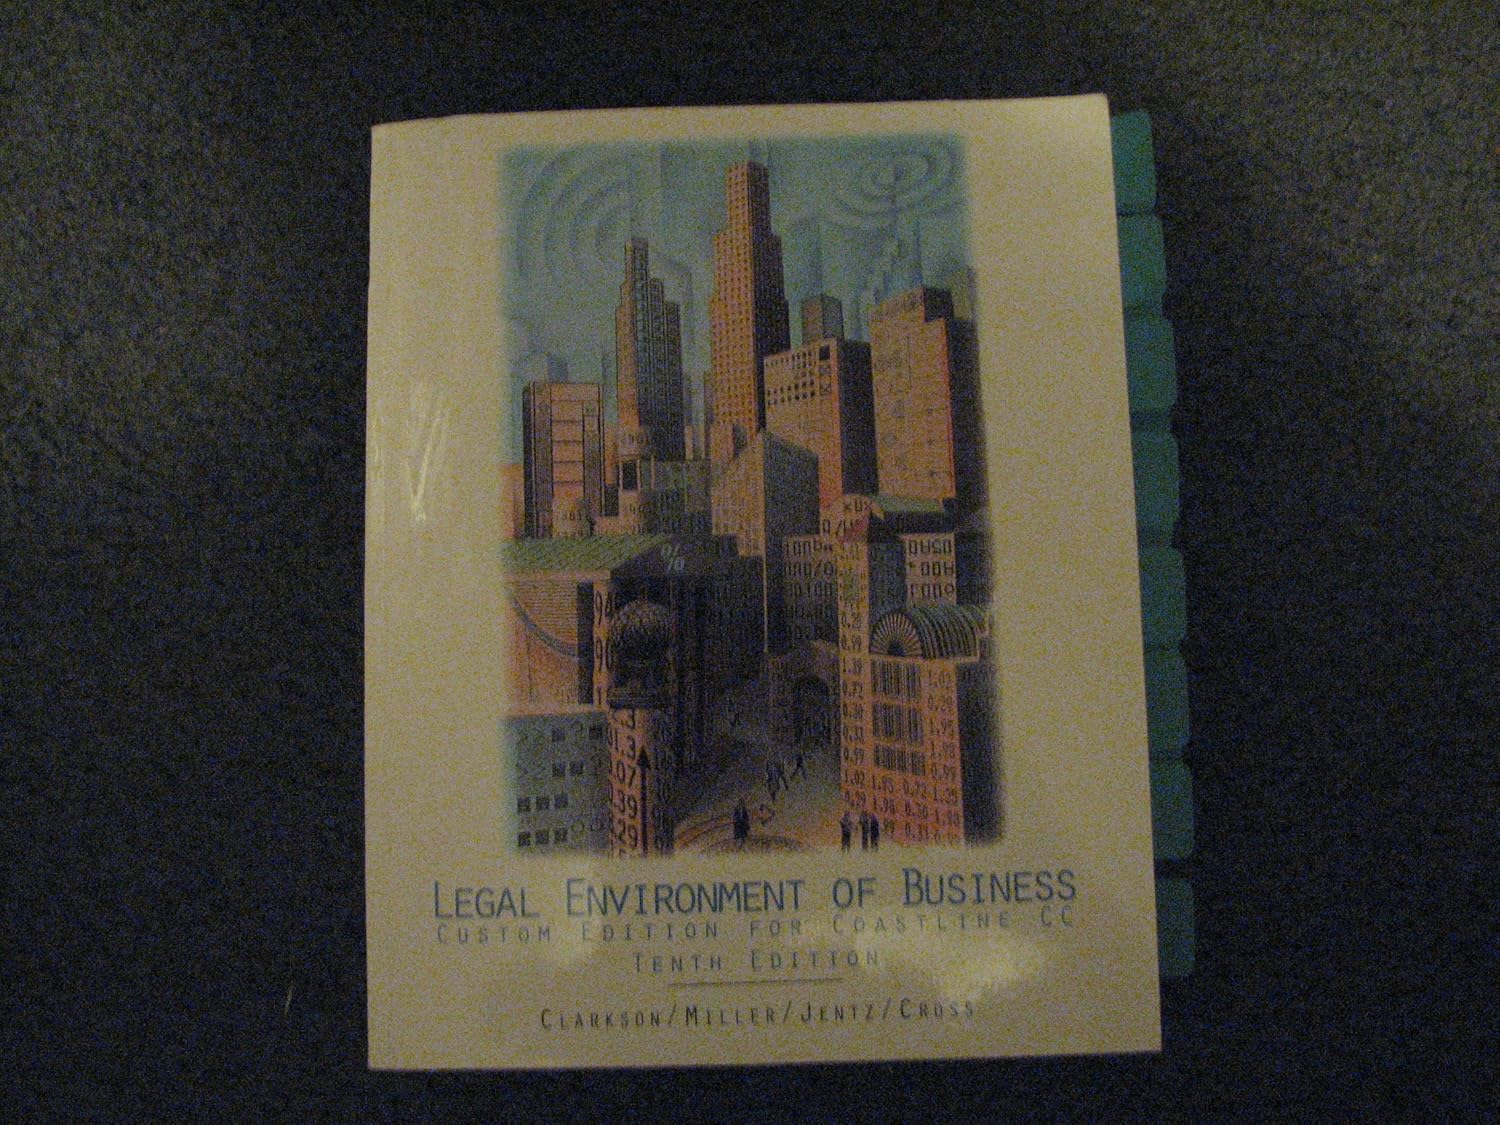 LEGAL ENVIRONMENT OF BUSINESS
CUSTOM EDITION FOR COASTLINE CC
TENTH EDITION
CLARKSON/MILLER/JENTZ/CROSS